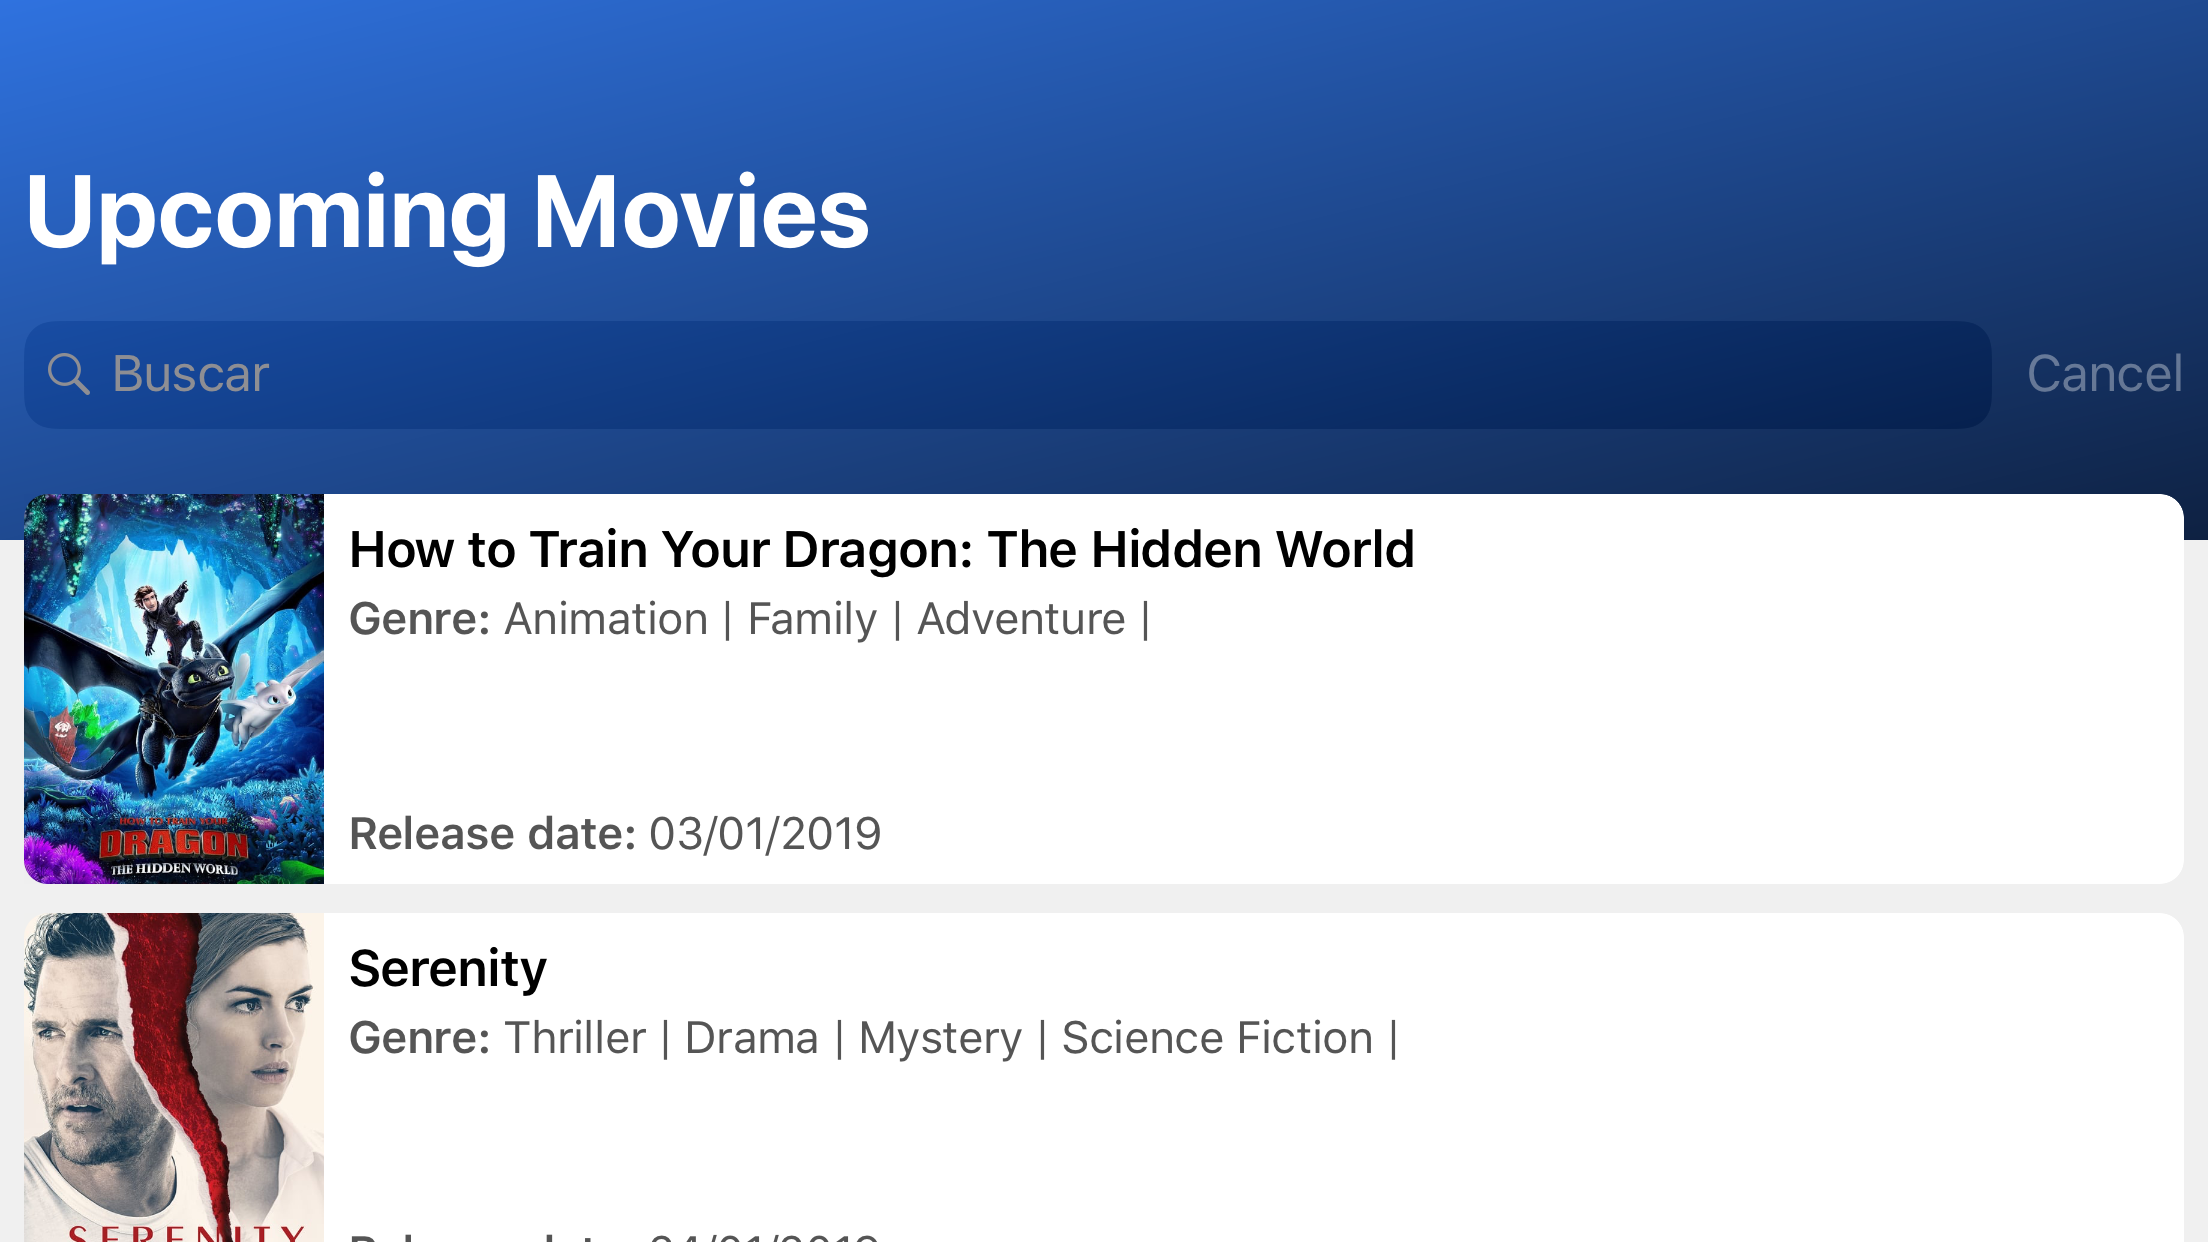 Upcoming Movies
Buscar
Cancel
How to Train Your Dragon: The Hidden World
Genre: Animation | Family | Adventure |
HOW TO TRAIN YOUR
DRAGON
THE HIDDEN WORLD
Release date: 03/01/2019
Serenity
Genre: Thriller | Drama | Mystery | Science Fiction |
SERENITY